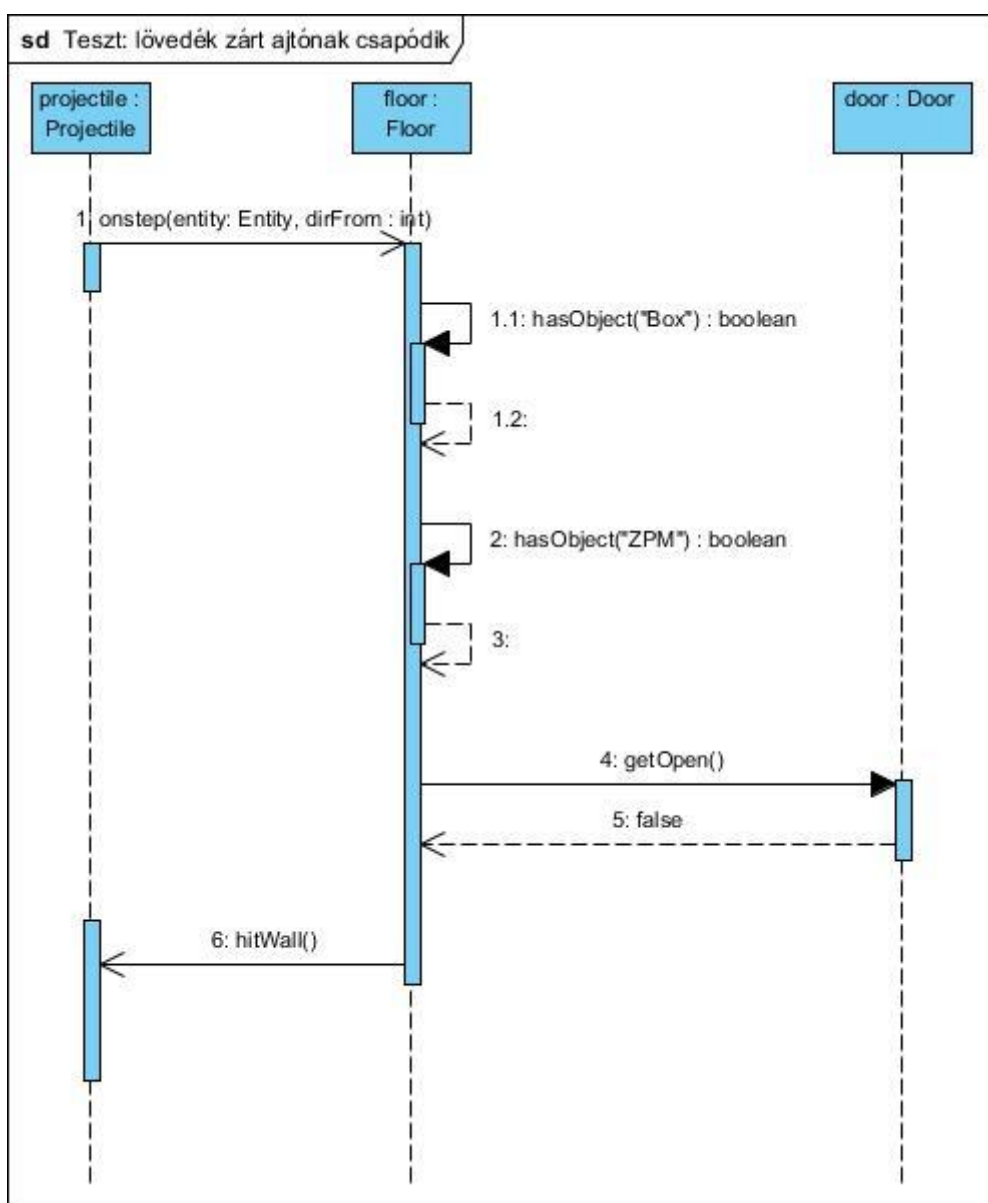 sd Teszt: lövedék zárt ajtónak csapódik
projectile :
Projectile
floor :
Floor
door : Door
1: onstep(entity: Entity, dirFrom : int)
1.1: hasObject("Box") : boolean
1.2:
2: hasObject("ZPM") : boolean
3:
4: getOpen()
5: false
6: hitWall()